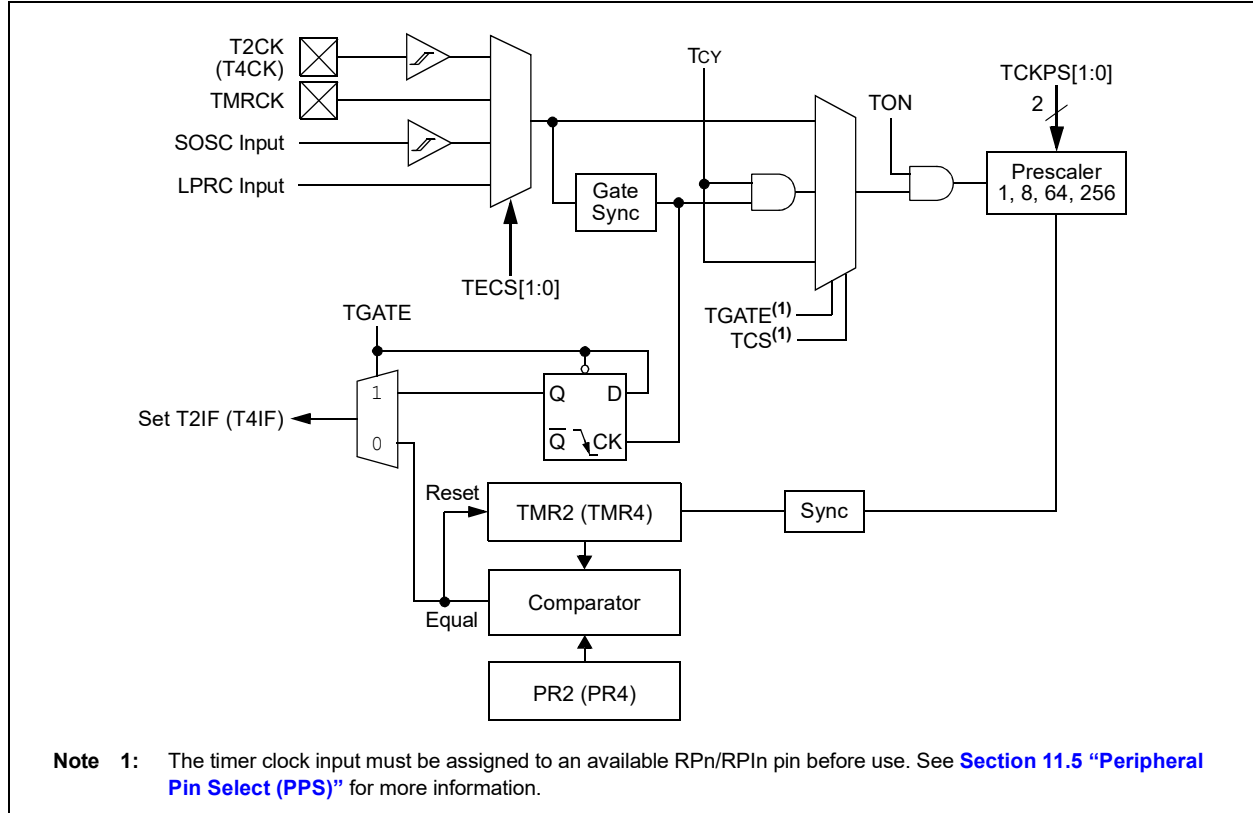 T2CK
(T4CK)
TMRCK
SOSC Input
LPRC Input
TECS[1:0]
Gate
Sync
TCY
TGATE(1)
TCS(1)
TON
TCKPS[1:0]
2
Prescaler
1, 8, 64, 256
TGATE
1
0
Set T2IF (T4IF)
Q
D
Q
CK
Reset
TMR2 (TMR4)
Sync
Equal
Comparator
PR2 (PR4)
Note 1: The timer clock input must be assigned to an available RPn/RPIn pin before use. See Section 11.5 “Peripheral
Pin Select (PPS)” for more information.